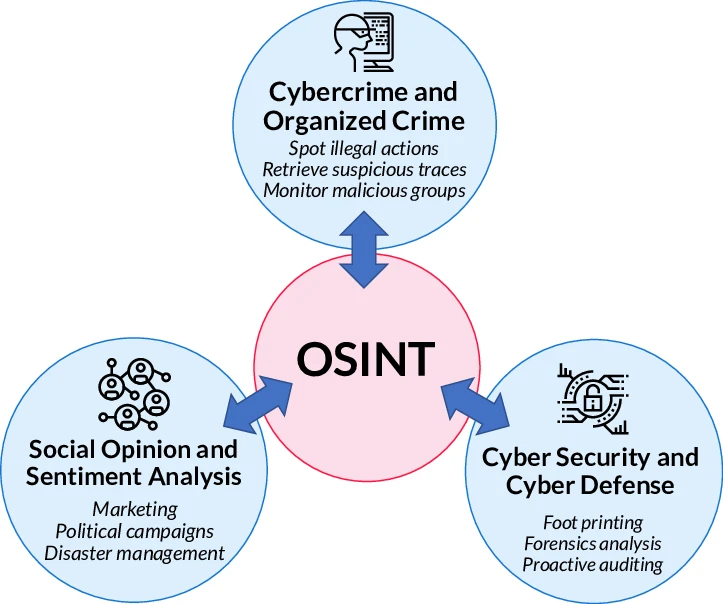 Cybercrime and
Organized Crime
Spot illegal actions
Retrieve suspicious traces
Monitor malicious groups
OSINT
Social Opinion and
Sentiment Analysis
Marketing
Political campaigns
Disaster management
Cyber Security and
Cyber Defense
Foot printing
Forensics analysis
Proactive auditing